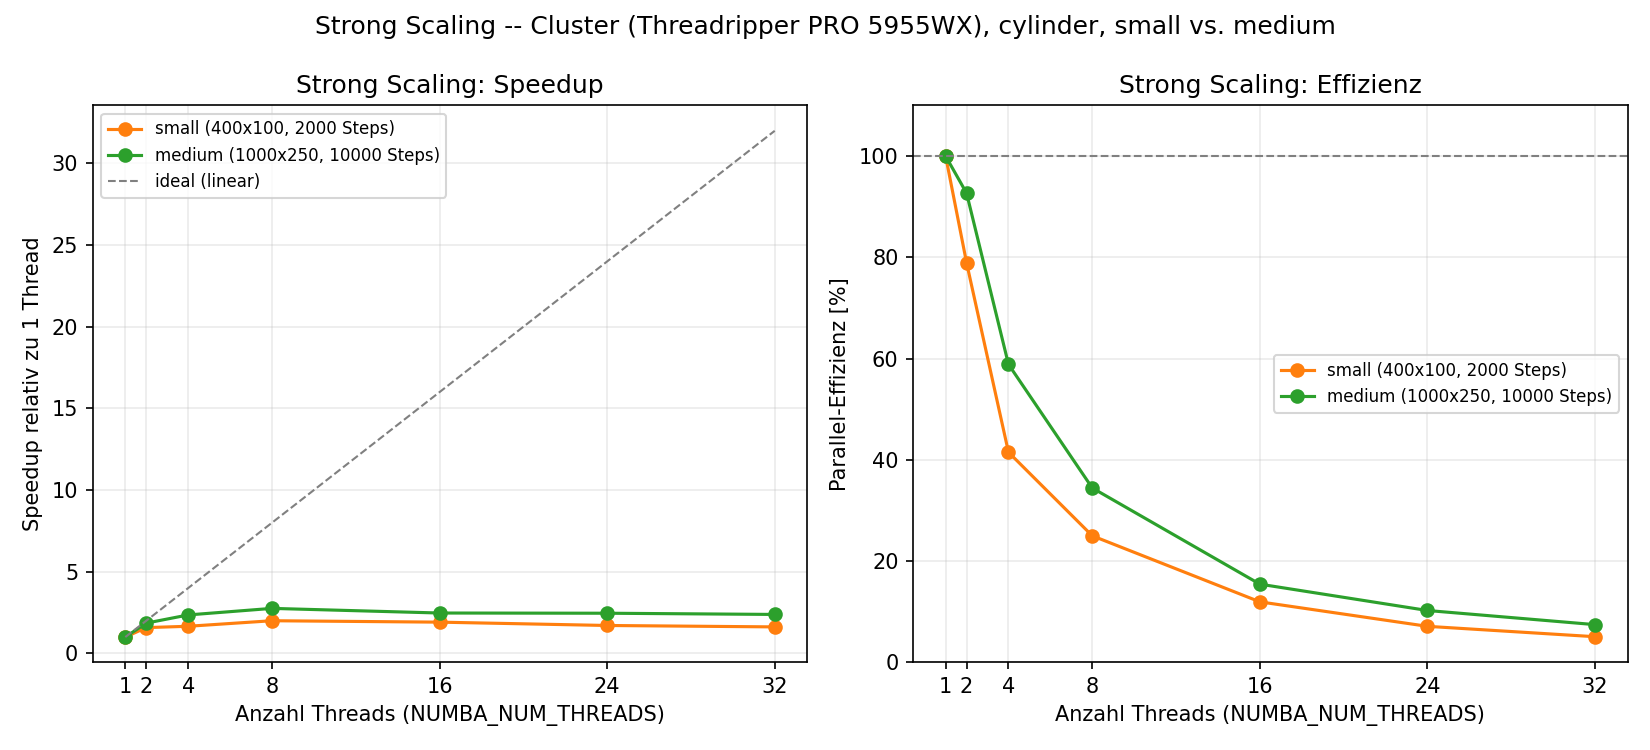 Strong Scaling -- Cluster (Threadripper PRO 5955WX), cylinder, small vs. medium
Strong Scaling: Speedup
small (400x100, 2000 Steps)
medium (1000x250, 10000 Steps)
ideal (linear)
Speedup relativ zu 1 Thread
30
25
20
15
10
5
0
1 2 4 8 16 24 32
Anzahl Threads (NUMBA_NUM_THREADS)
Strong Scaling: Effizienz
small (400x100, 2000 Steps)
medium (1000x250, 10000 Steps)
Parallel-Effizienz [%]
100
80
60
40
20
0
1 2 4 8 16 24 32
Anzahl Threads (NUMBA_NUM_THREADS)